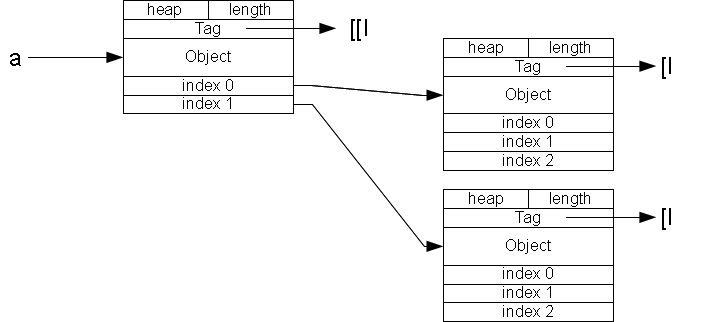 heap length
Tag [[I
a
Object
index 0
index 1
heap length
Tag [I
Object
index 0
index 1
index 2
heap length
Tag [I
Object
index 0
index 1
index 2